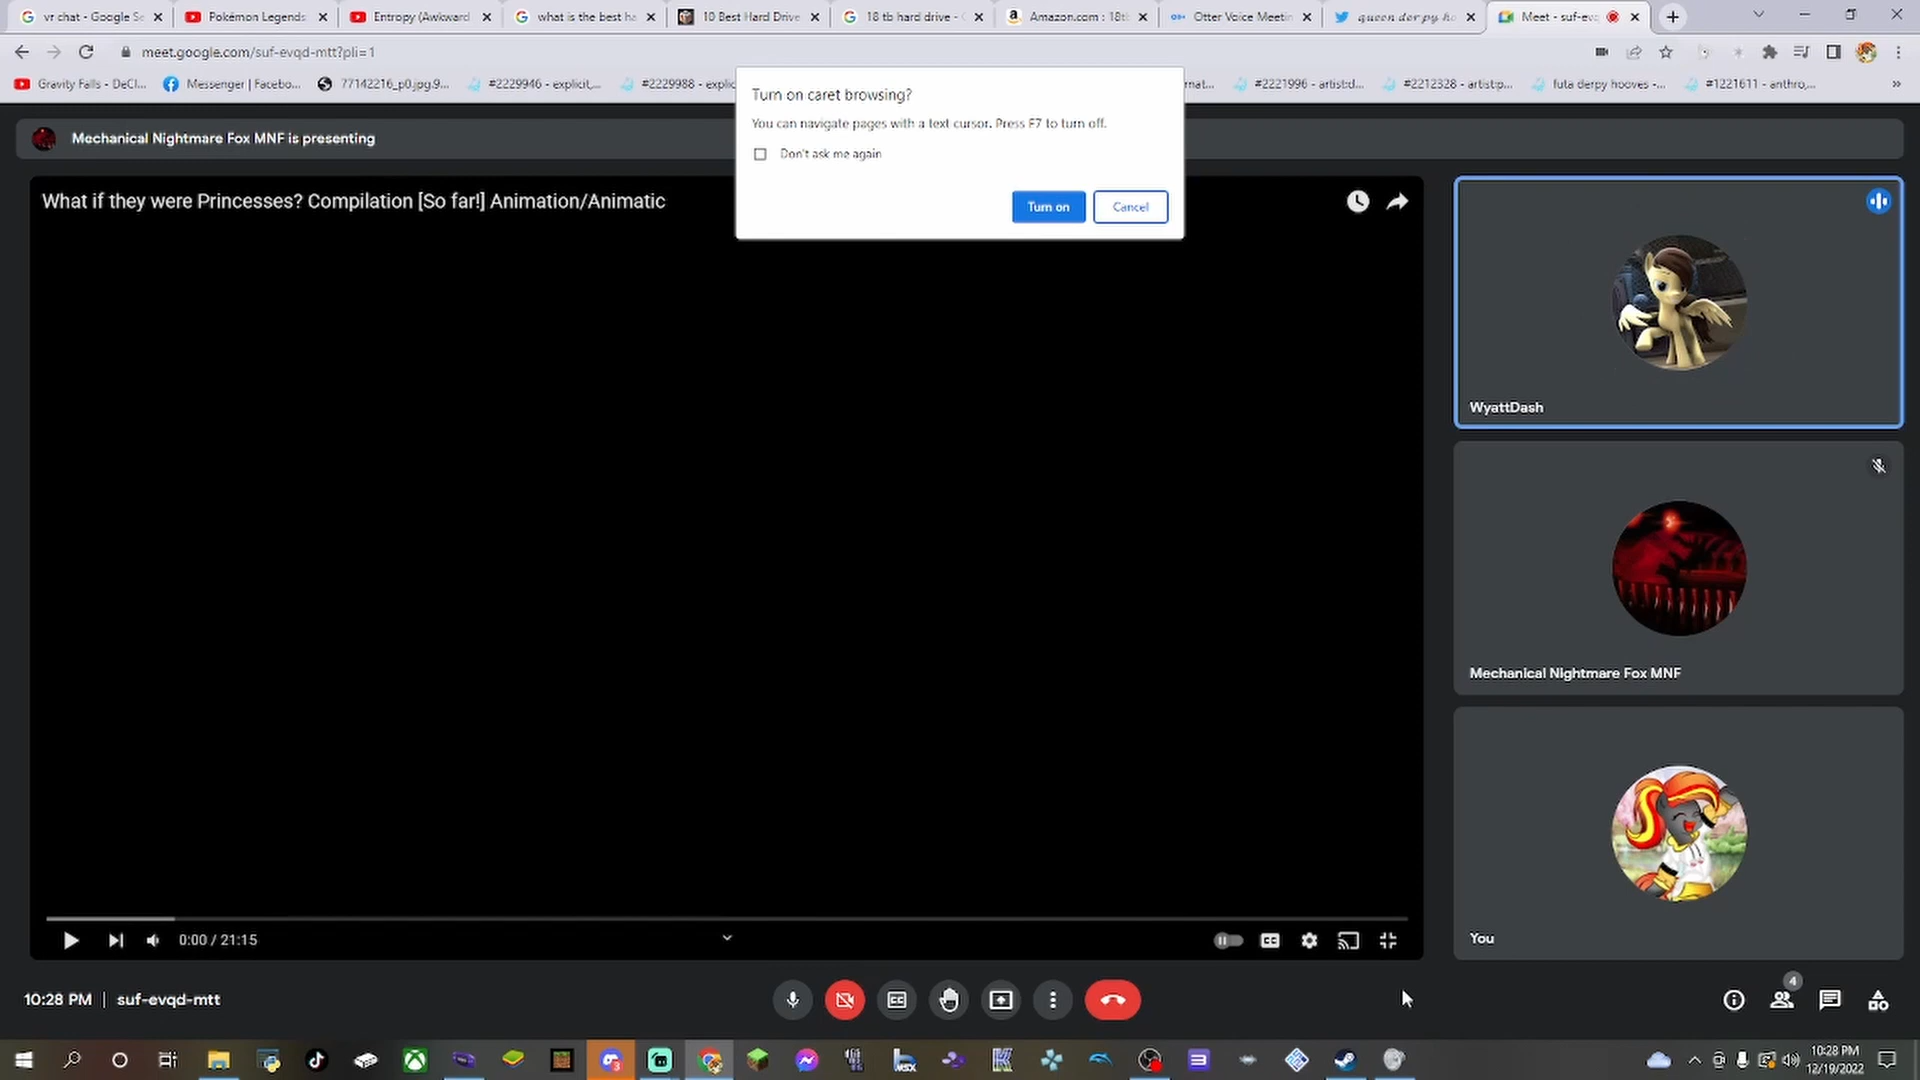 vr chat - Google Se
Pokémon Legends
Entropy (Awkward
what is the best ha
10 Best Hard Drive
18 tb hard drive - G
Amazon.com : 18tb
Otter Voice Meetin
queen derpy ho
Meet - suf-evq
meet.google.com/suf-evqd-mtt?pli=1
Gravity Falls - DeCl...
Messenger | Facebo...
77142216_p0.jpg.9...
#2229946 - explicit,...
#2229988 - explic
nat...
#2221996 - artist:d...
#2212328 - artist:p...
futa derpy hooves -...
#1221611 - anthro,...
Turn on caret browsing?
You can navigate pages with a text cursor. Press F7 to turn off.
Don't ask me again
Turn on
Cancel
Mechanical Nightmare Fox MNF is presenting
What if they were Princesses? Compilation [So far!] Animation/Animatic
WyattDash
Mechanical Nightmare Fox MNF
You
0:00 / 21:15
10:28 PM | suf-evqd-mtt
4
10:28 PM
12/19/2022